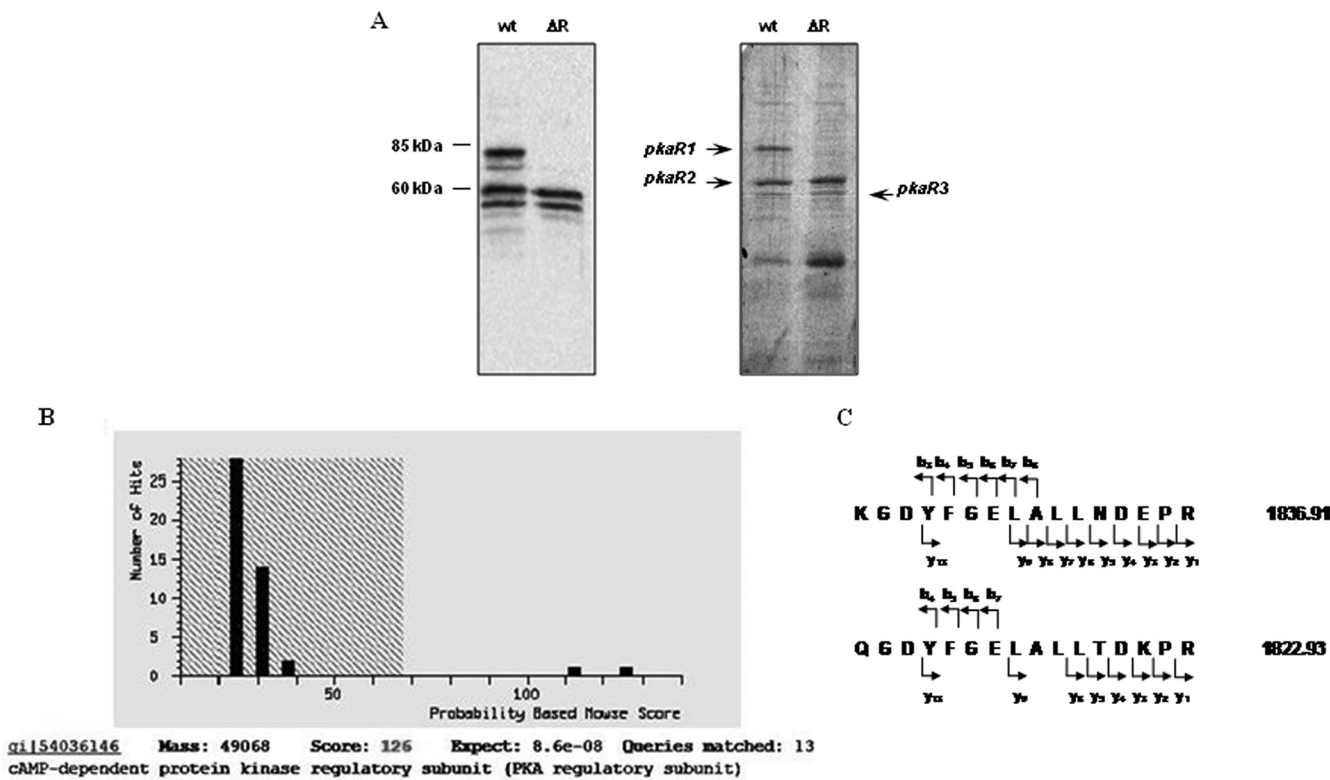 A
wt ΔR
wt ΔR
85 kDa
60 kDa
pkaR1
pkaR2
pkaR3
B
Number of Hits
25
20
15
10
5
0
50 100
Probability Based Mowse Score
gi|54036146 Mass: 49068 Score: 126 Expect: 8.6e-08 Queries matched: 13
cAMP-dependent protein kinase regulatory subunit (PKA regulatory subunit)
C
K G D Y F G E L A L L N D E P R 1836.91
Q G D Y F G E L A L L T D K P R 1822.93